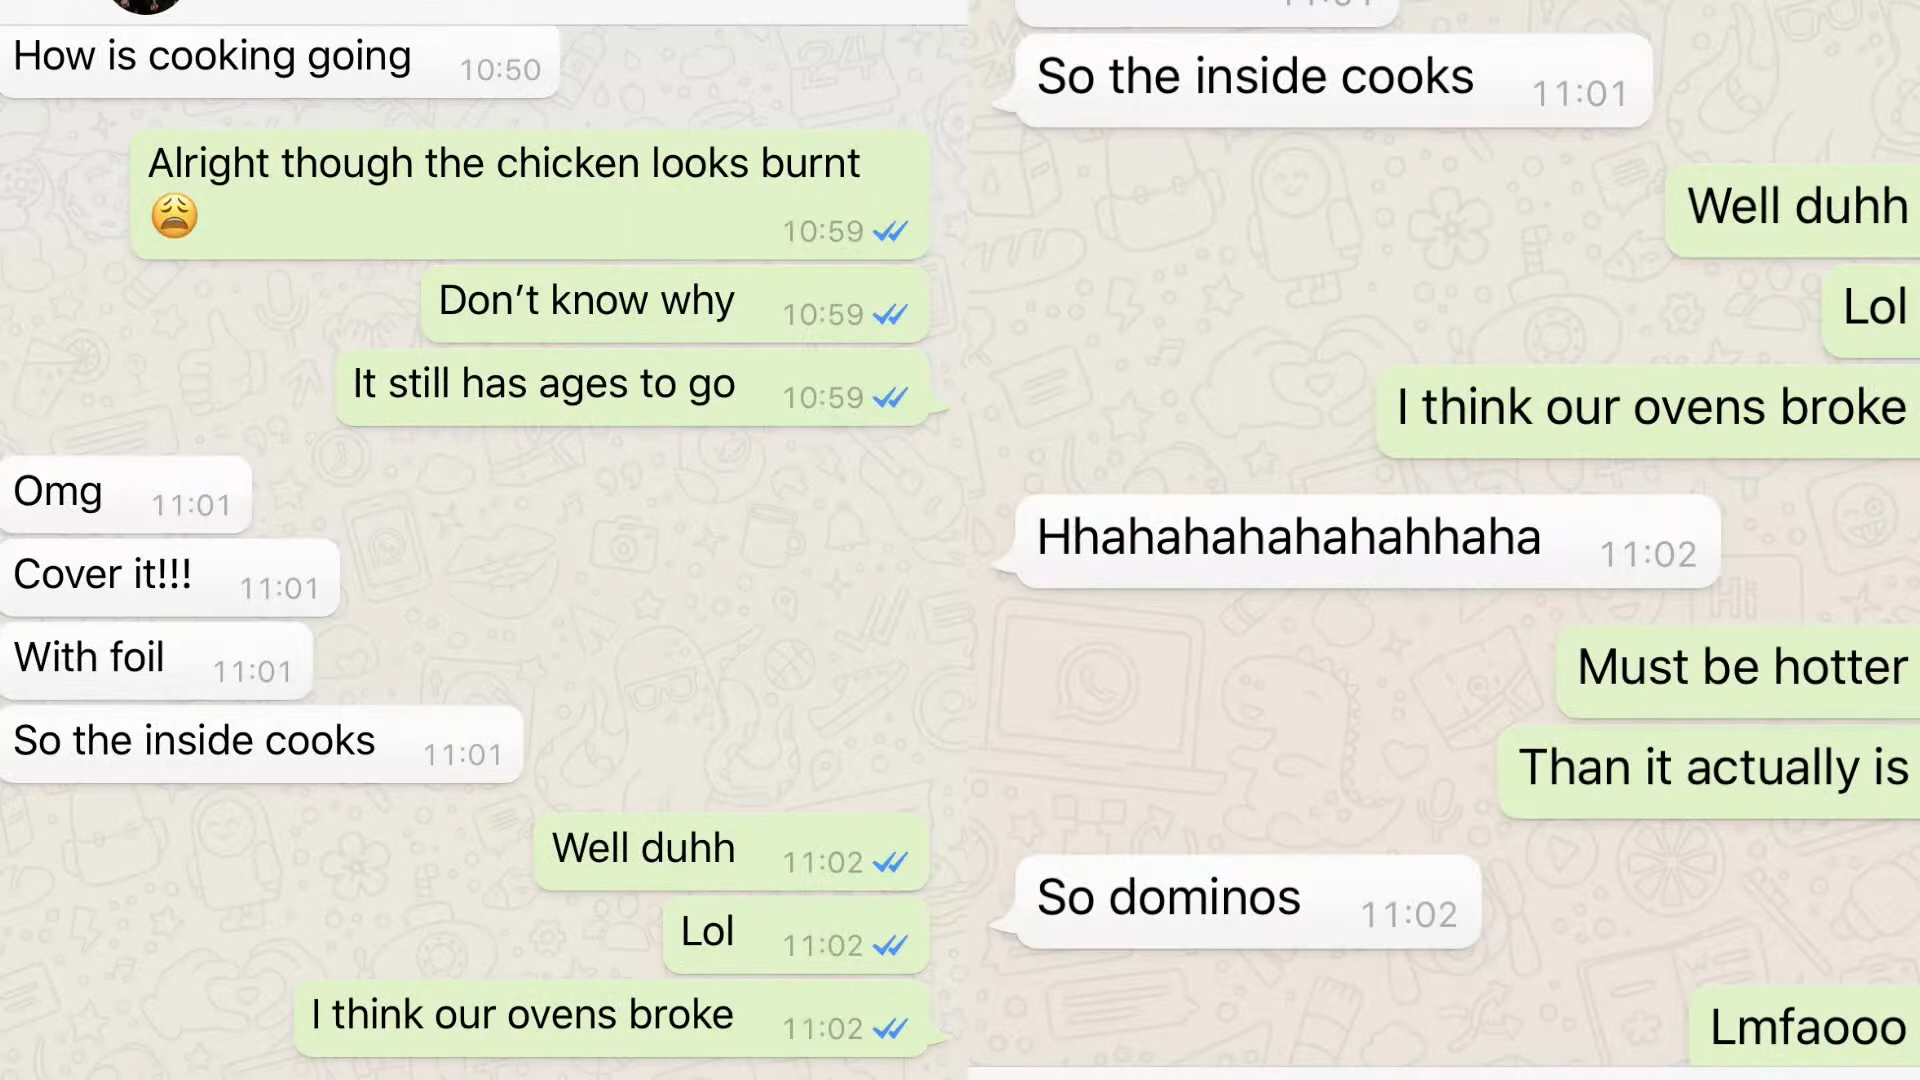 How is cooking going 10:50
Alright though the chicken looks burnt
😩 10:59
Don't know why 10:59
It still has ages to go 10:59
Omg 11:01
Cover it!!! 11:01
With foil 11:01
So the inside cooks 11:01
Well duhh 11:02
Lol 11:02
I think our ovens broke 11:02
So the inside cooks 11:01
Well duhh
Lol
I think our ovens broke
Hhahahahahahahhaha 11:02
Must be hotter
Than it actually is
So dominos 11:02
Lmfaooo